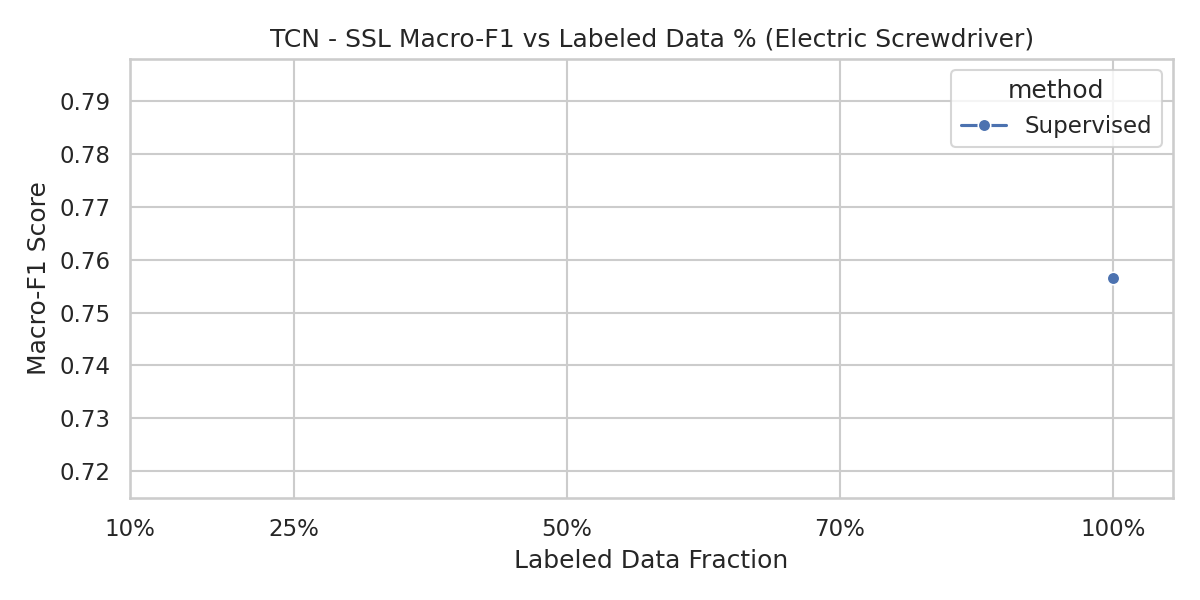 TCN - SSL Macro-F1 vs Labeled Data % (Electric Screwdriver)
method
Supervised
Macro-F1 Score
0.79
0.78
0.77
0.76
0.75
0.74
0.73
0.72
10% 25% 50% 70% 100%
Labeled Data Fraction